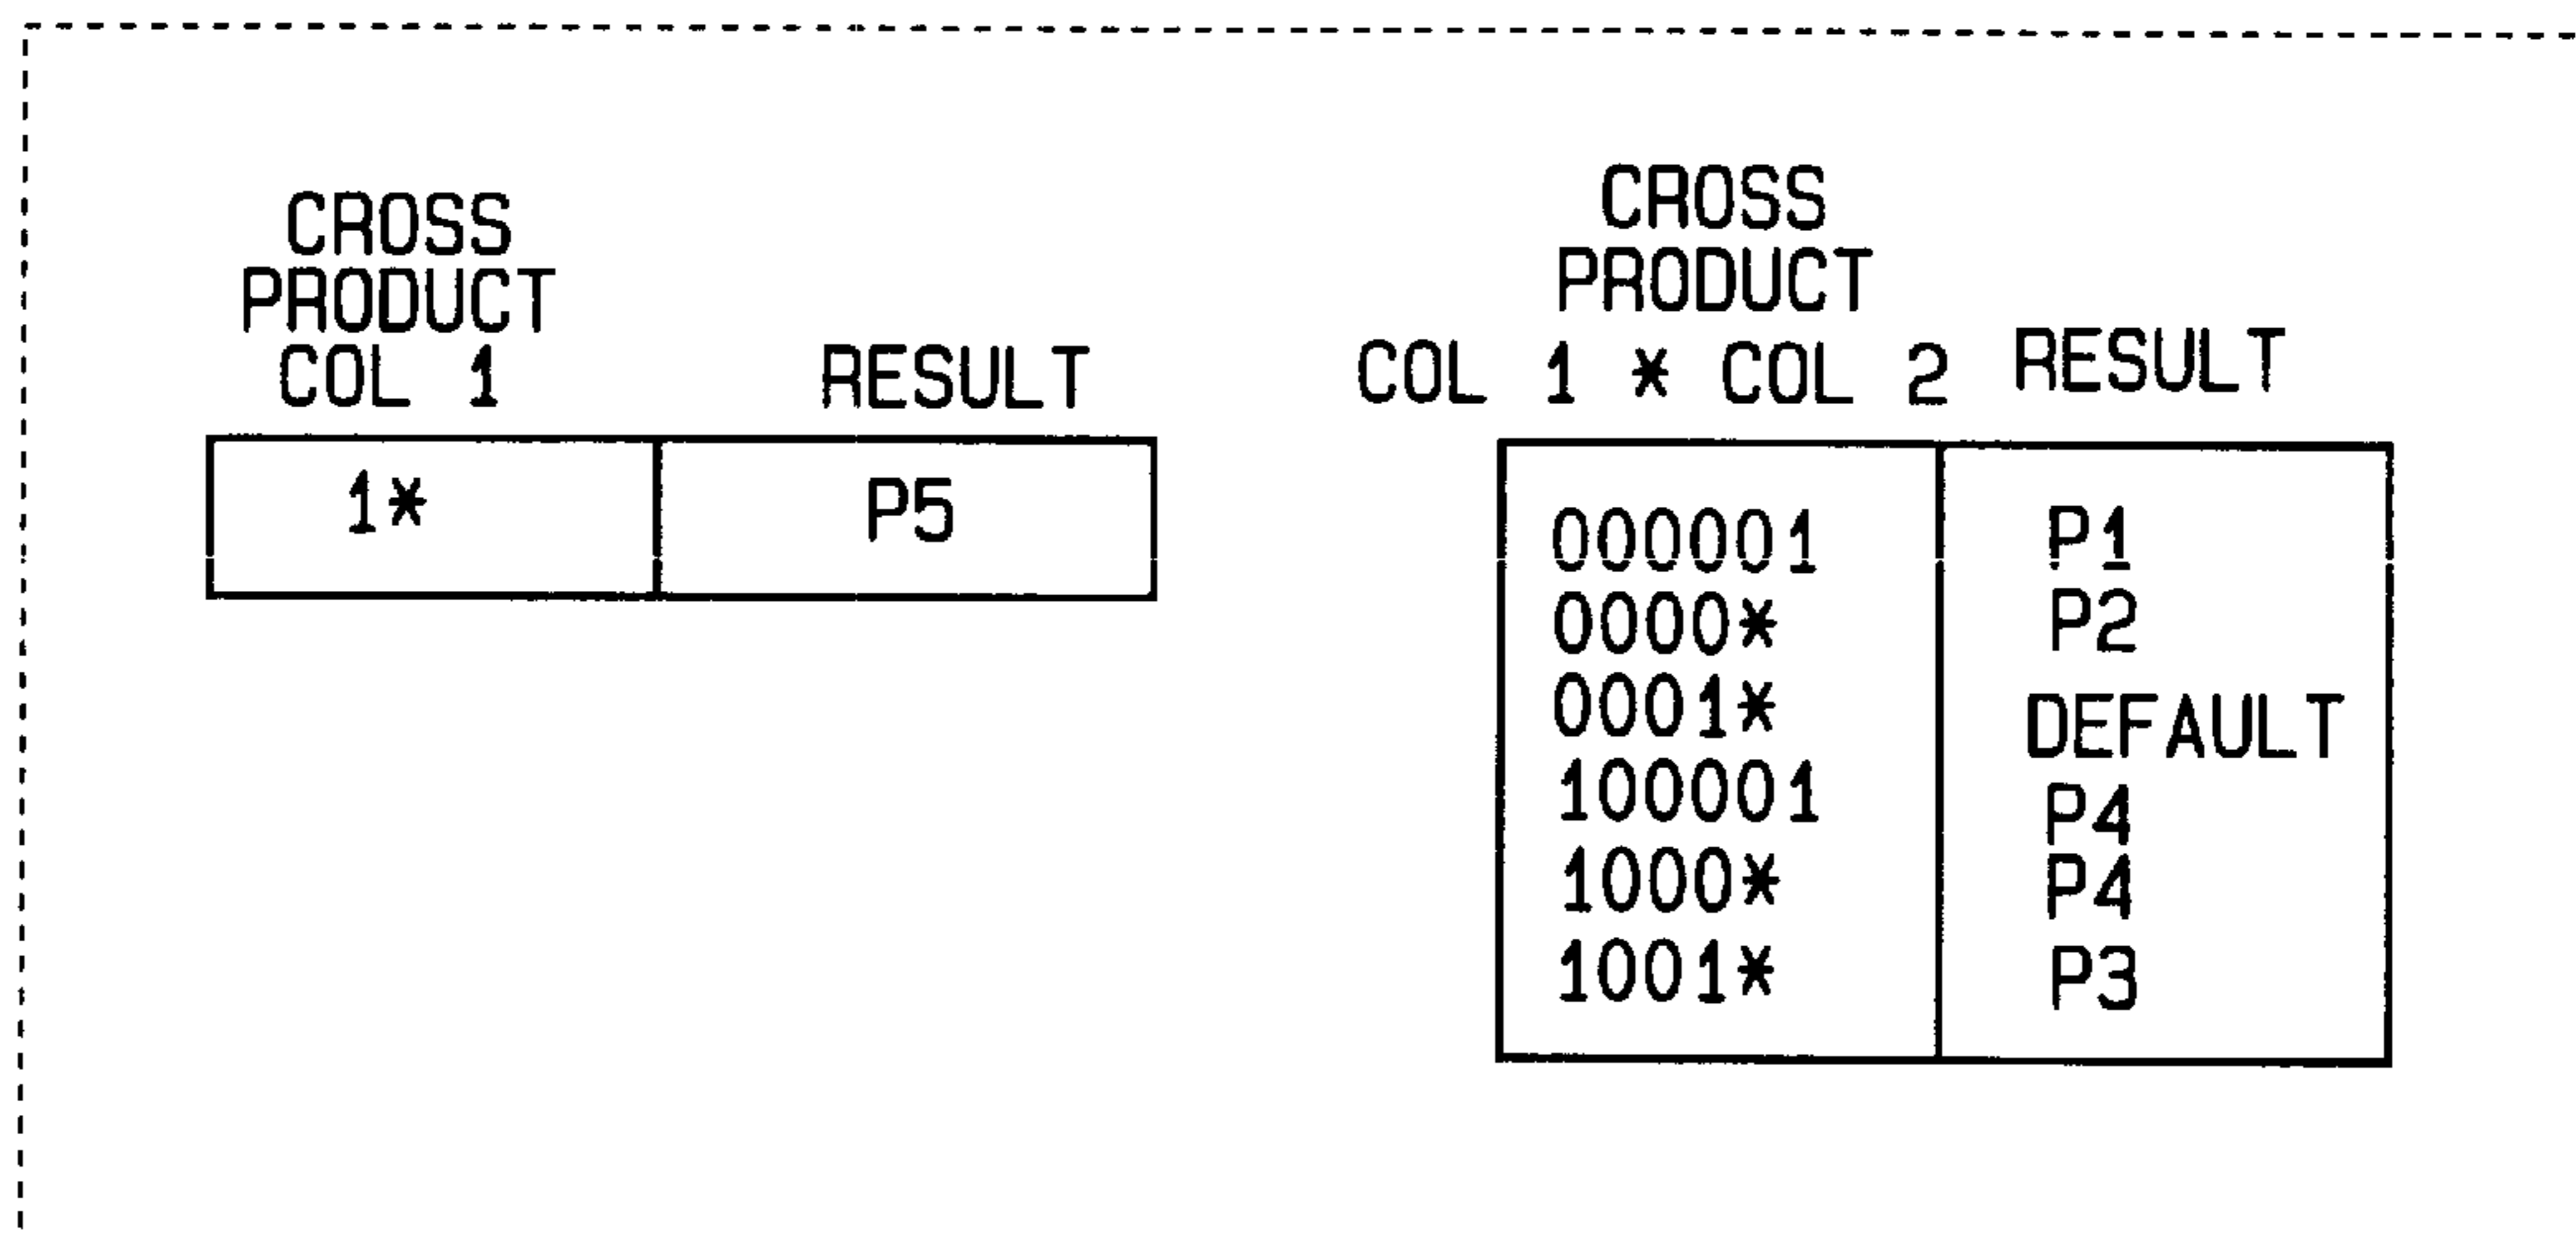 CROSS
PRODUCT
COL 1 RESULT
1* P5
CROSS
PRODUCT
COL 1 * COL 2 RESULT
000001 P1
0000* P2
0001* DEFAULT
100001 P4
1000* P4
1001* P3